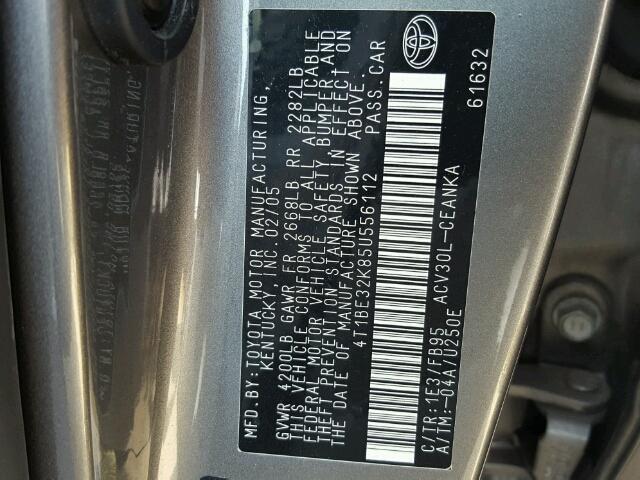 MFD. BY: TOYOTA MOTOR MANUFACTURING,
KENTUCKY, INC. 02/05
GVWR 4200LB GAWR FR 2668LB RR 2282LB
THIS VEHICLE CONFORMS TO ALL APPLICABLE
FEDERAL MOTOR VEHICLE SAFETY, BUMPER, AND
THEFT PREVENTION STANDARDS IN EFFECT ON
THE DATE OF MANUFACTURE SHOWN ABOVE.
4T1BE32K85U556112 PASS.CAR
C/TR:1E3/FB95 ACV30L-CEANKA
A/TM:-04A/U250E 61632